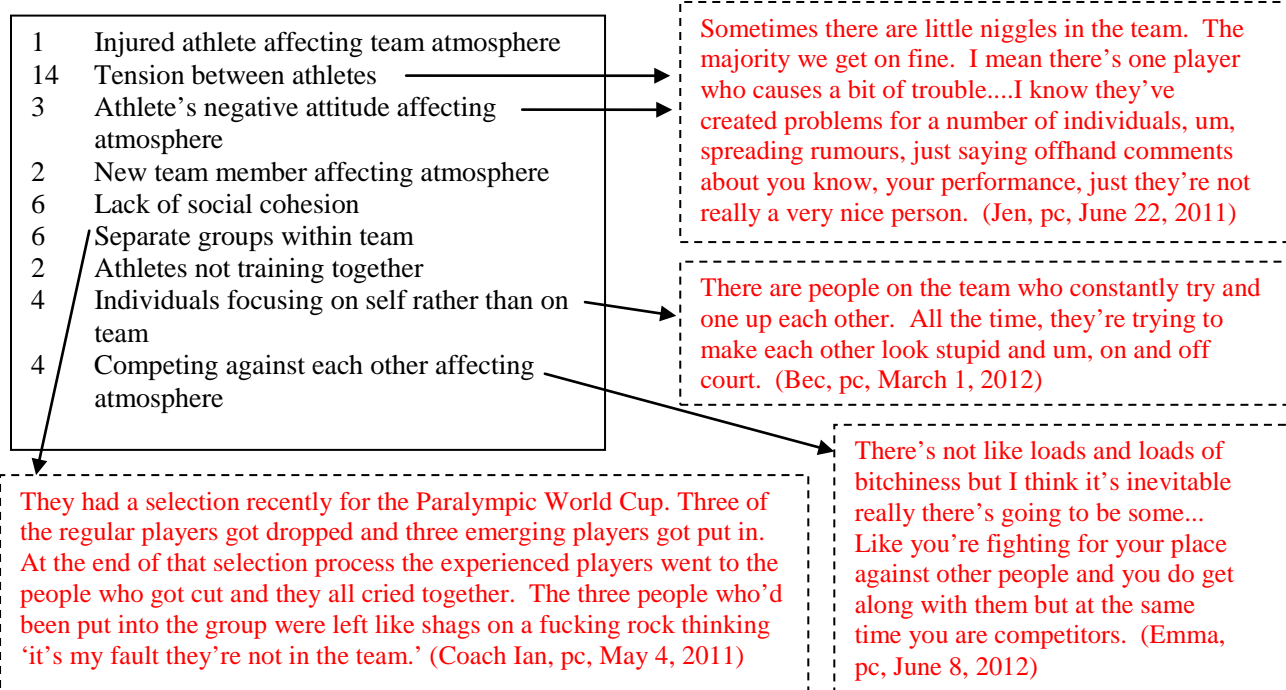 1 Injured athlete affecting team atmosphere
14 Tension between athletes
3 Athlete’s negative attitude affecting
atmosphere
2 New team member affecting atmosphere
6 Lack of social cohesion
6 Separate groups within team
2 Athletes not training together
4 Individuals focusing on self rather than on
team
4 Competing against each other affecting
atmosphere
Sometimes there are little niggles in the team. The
majority we get on fine. I mean there’s one player
who causes a bit of trouble....I know they’ve
created problems for a number of individuals, um,
spreading rumours, just saying offhand comments
about you know, your performance, just they’re not
really a very nice person. (Jen, pc, June 22, 2011)
There are people on the team who constantly try and
one up each other. All the time, they’re trying to
make each other look stupid and um, on and off
court. (Bec, pc, March 1, 2012)
There’s not like loads and loads of
bitchiness but I think it’s inevitable
really there’s going to be some...
Like you’re fighting for your place
against other people and you do get
along with them but at the same
time you are competitors. (Emma,
pc, June 8, 2012)
They had a selection recently for the Paralympic World Cup. Three of
the regular players got dropped and three emerging players got put in.
At the end of that selection process the experienced players went to the
people who got cut and they all cried together. The three people who’d
been put into the group were left like shags on a fucking rock thinking
‘it’s my fault they’re not in the team.’ (Coach Ian, pc, May 4, 2011)